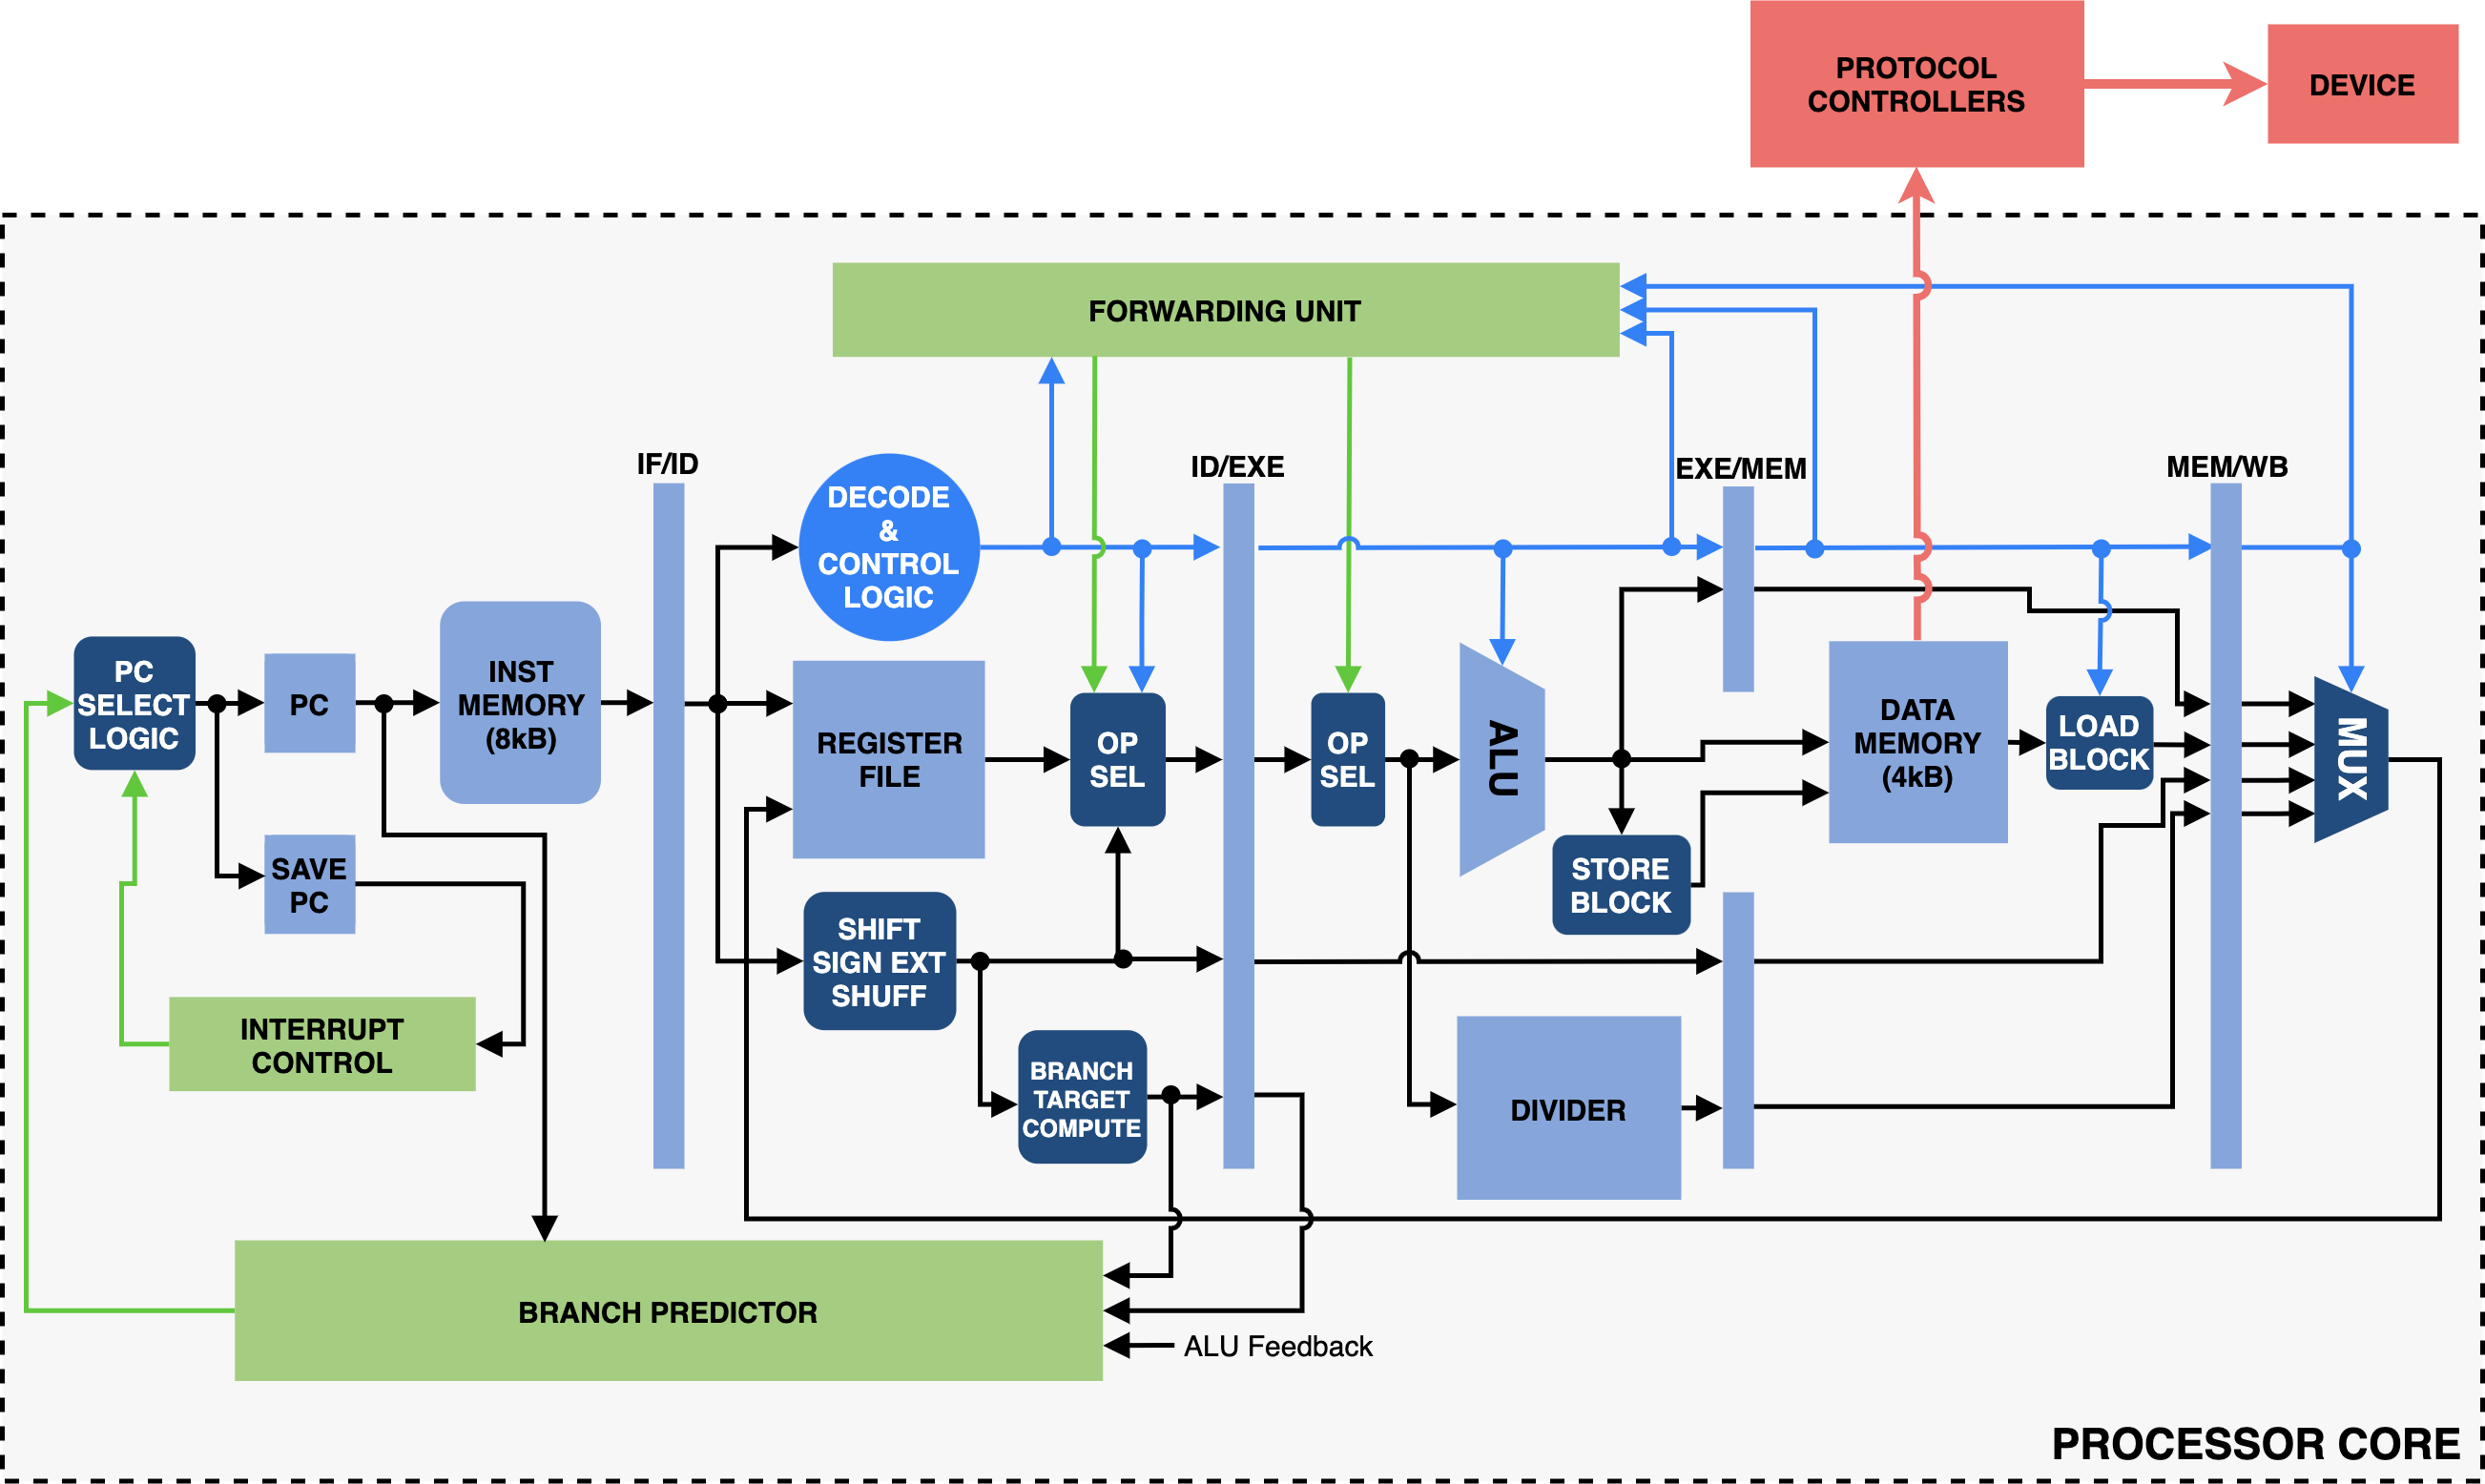 PROTOCOL
CONTROLLERS
DEVICE
FORWARDING UNIT
IF/ID
ID/EXE
EXE/MEM
MEM/WB
DECODE
&
CONTROL
LOGIC
PC
SELECT
LOGIC
PC
INST
MEMORY
(8kB)
REGISTER
FILE
OP
SEL
OP
SEL
ALU
DATA
MEMORY
(4kB)
LOAD
BLOCK
MUX
SAVE
PC
STORE
BLOCK
SHIFT
SIGN EXT
SHUFF
INTERRUPT
CONTROL
BRANCH
TARGET
COMPUTE
DIVIDER
BRANCH PREDICTOR
ALU Feedback
PROCESSOR CORE